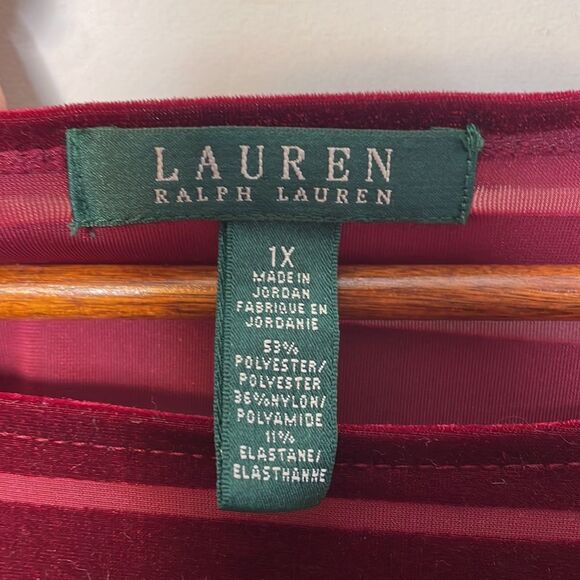 LAUREN
RALPH LAUREN
1X
MADE IN
JORDAN
FABRIQUE EN
JORDANIE
53%
POLYESTER/
POLYESTER
36%NYLON/
POLYAMIDE
11%
ELASTANE/
ELASTHANNE